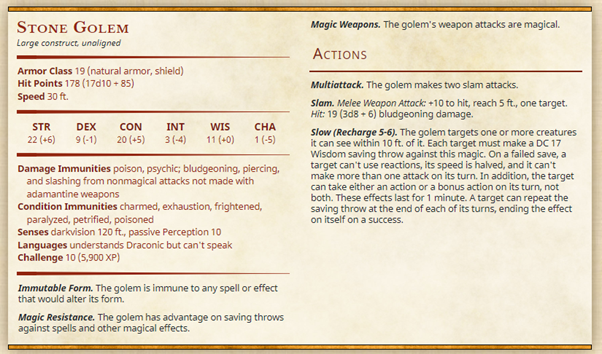 STONE GOLEM
Large construct, unaligned
Armor Class 19 (natural armor, shield)
Hit Points 178 (17d10 + 85)
Speed 30 ft.
STR DEX CON INT WIS CHA
22 (+6) 9 (-1) 20 (+5) 3 (-4) 11 (+0) 1 (-5)
Damage Immunities poison, psychic; bludgeoning, piercing,
and slashing from nonmagical attacks not made with
adamantine weapons
Condition Immunities charmed, exhaustion, frightened,
paralyzed, petrified, poisoned
Senses darkvision 120 ft., passive Perception 10
Languages understands Draconic but can't speak
Challenge 10 (5,900 XP)
Immutable Form. The golem is immune to any spell or effect
that would alter its form.
Magic Resistance. The golem has advantage on saving throws
against spells and other magical effects.
Magic Weapons. The golem's weapon attacks are magical.
ACTIONS
Multiattack. The golem makes two slam attacks.
Slam. Melee Weapon Attack: +10 to hit, reach 5 ft., one target.
Hit: 19 (3d8 + 6) bludgeoning damage.
Slow (Recharge 5-6). The golem targets one or more creatures
it can see within 10 ft. of it. Each target must make a DC 17
Wisdom saving throw against this magic. On a failed save, a
target can't use reactions, its speed is halved, and it can't
make more than one attack on its turn. In addition, the target
can take either an action or a bonus action on its turn, not
both. These effects last for 1 minute. A target can repeat the
saving throw at the end of each of its turns, ending the effect
on itself on a success.